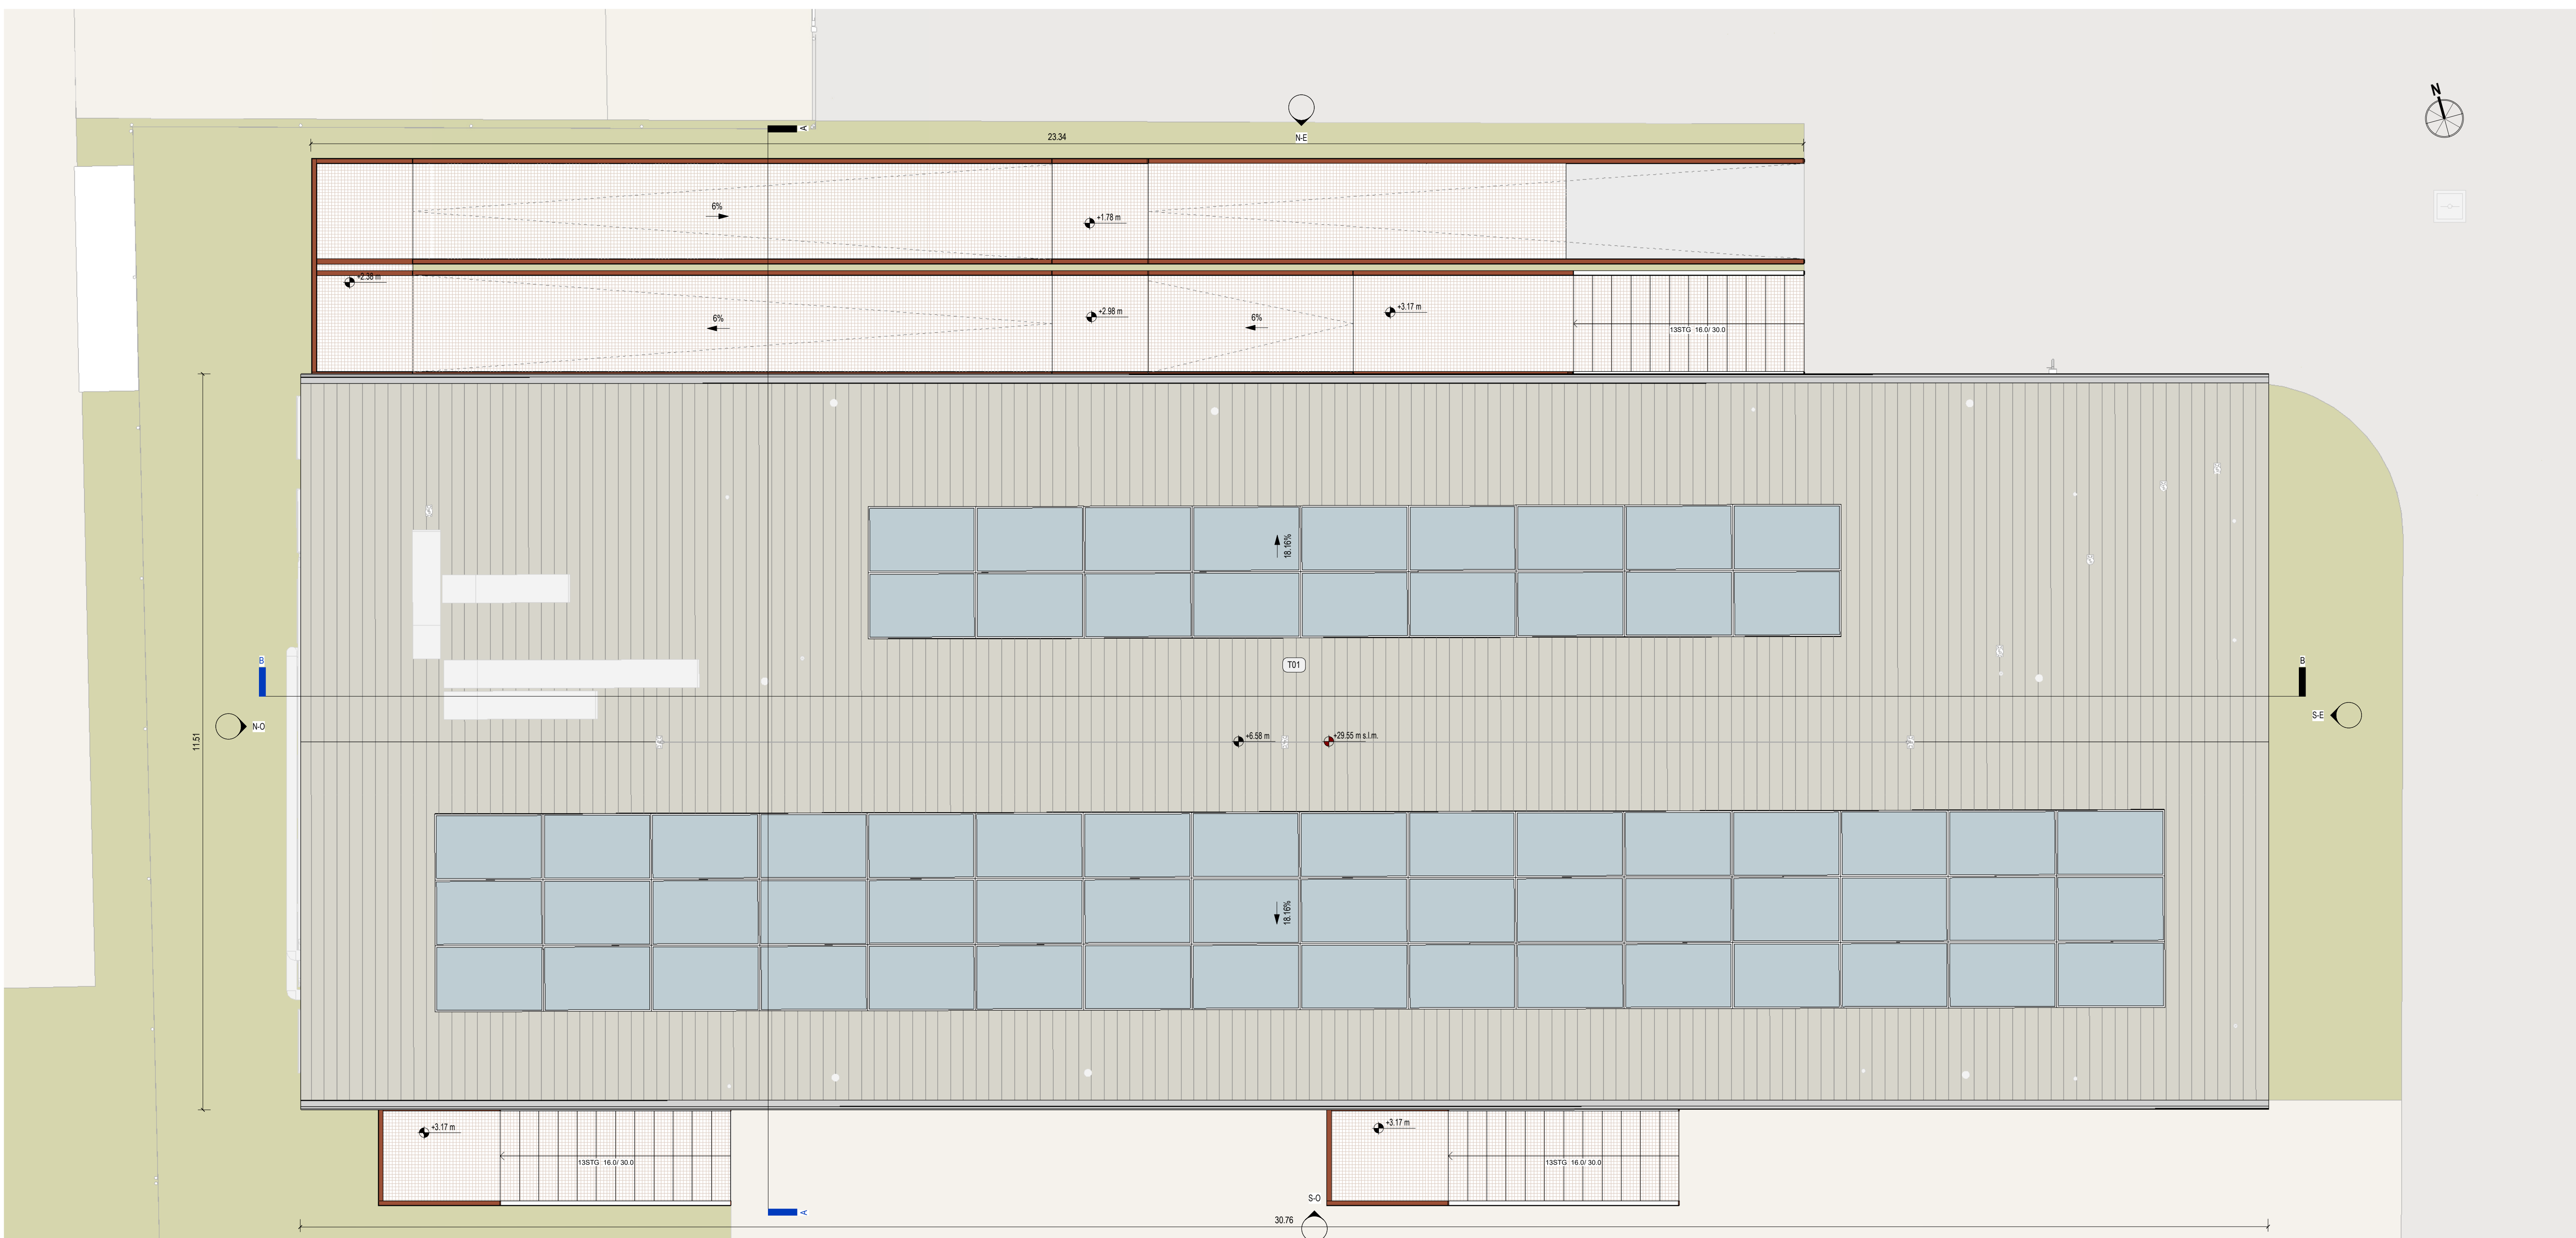 N
A
23.34
N-E
6%
+1.78 m
+2.38 m
6%
+2.98 m
6%
+3.17 m
13STG 16.0/ 30.0
18.16%
T01
B
B
N-O
S-E
11.51
+6.58 m
+29.55 m s.l.m.
18.16%
+3.17 m
13STG 16.0/ 30.0
+3.17 m
13STG 16.0/ 30.0
S-O
A
30.76